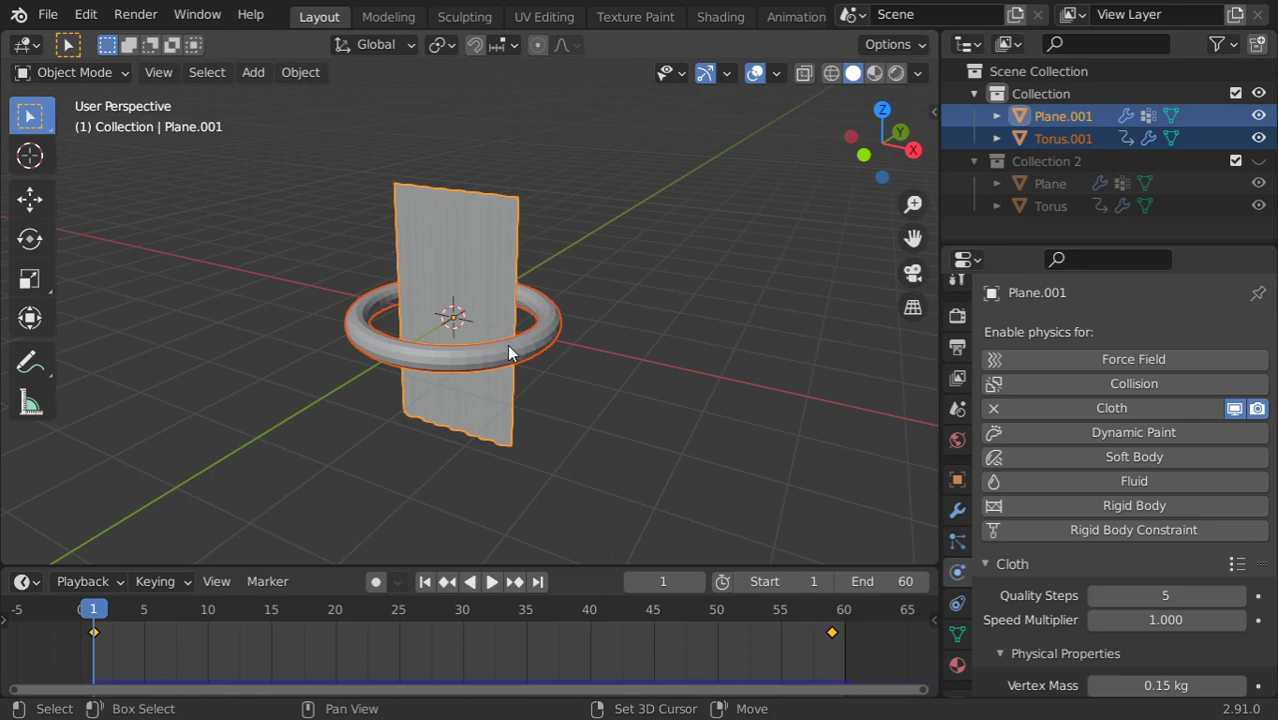 File Edit Render Window Help Layout Modeling Sculpting UV Editing Texture Paint Shading Animation Scene View Layer
Global Options
Object Mode View Select Add Object
User Perspective
(1) Collection | Plane.001
Z
Y
X
Scene Collection
Collection
Plane.001
Torus.001
Collection 2
Plane
Torus
Plane.001
Enable physics for:
Force Field
Collision
Cloth
Dynamic Paint
Soft Body
Fluid
Rigid Body
Rigid Body Constraint
Cloth
Quality Steps 5
Speed Multiplier 1.000
Physical Properties
Vertex Mass 0.15 kg
Playback Keying View Marker 1 Start 1 End 60
-5 1 5 10 15 20 25 30 35 40 45 50 55 60 65
Select Box Select Pan View Set 3D Cursor Move 2.91.0